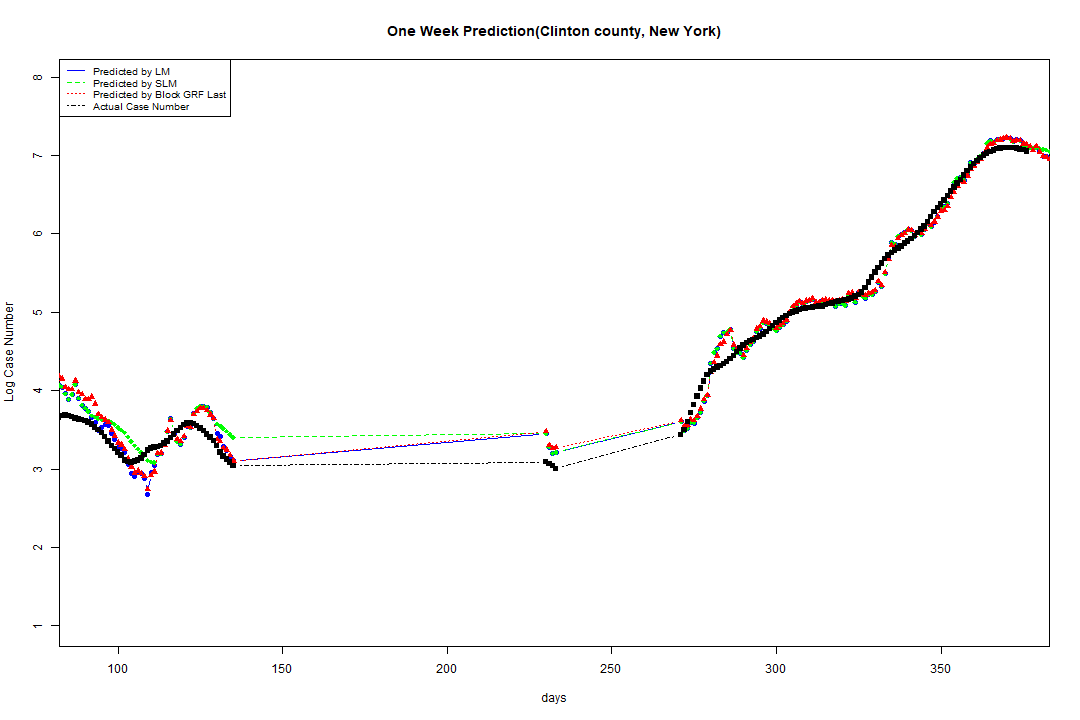 One Week Prediction(Clinton county, New York)
Predicted by LM
Predicted by SLM
Predicted by Block GRF Last
Actual Case Number
Log Case Number
8
7
6
5
4
3
2
1
100
150
200
250
300
350
days